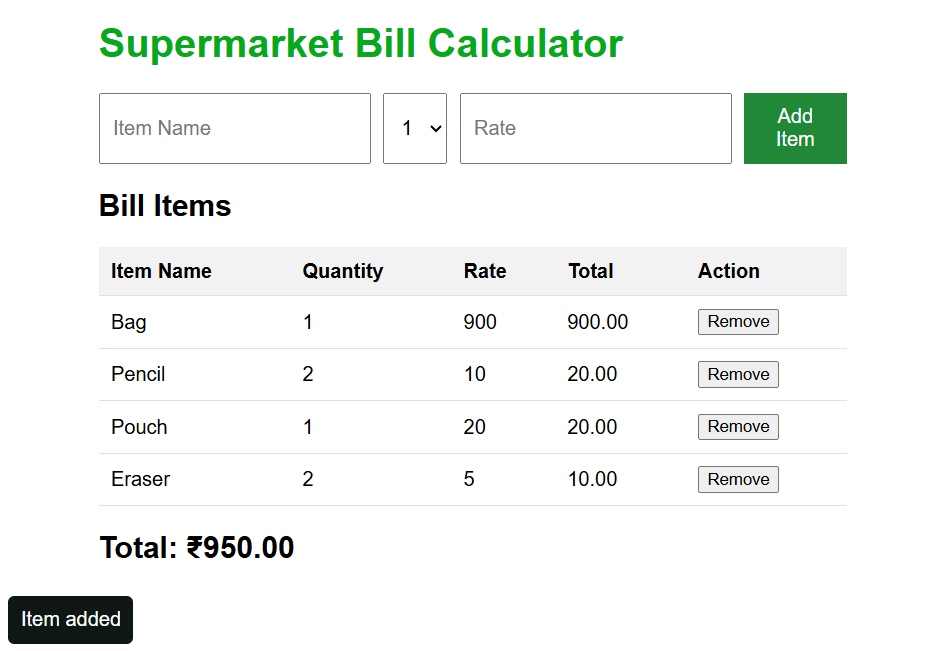 Supermarket Bill Calculator
Item Name 1 Rate Add Item
Bill Items
Item Name Quantity Rate Total Action
Bag 1 900 900.00 Remove
Pencil 2 10 20.00 Remove
Pouch 1 20 20.00 Remove
Eraser 2 5 10.00 Remove
Total: ₹950.00
Item added